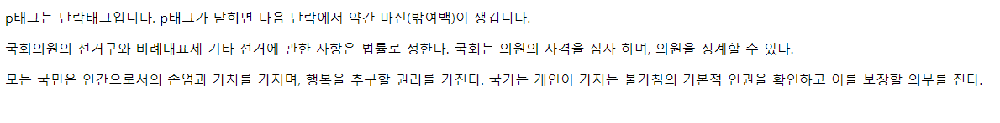 p태그는 단락태그입니다. p태그가 닫히면 다음 단락에서 약간 마진(밖여백)이 생깁니다.
국회의원의 선거구와 비례대표제 기타 선거에 관한 사항은 법률로 정한다. 국회는 의원의 자격을 심사 하며, 의원을 징계할 수 있다.
모든 국민은 인간으로서의 존엄과 가치를 가지며, 행복을 추구할 권리를 가진다. 국가는 개인이 가지는 불가침의 기본적 인권을 확인하고 이를 보장할 의무를 진다.